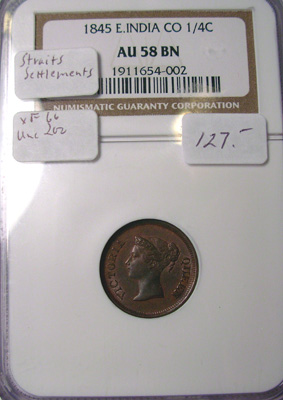 1845 E.INDIA CO 1/4C
AU 58 BN
1911654-002
NUMISMATIC GUARANTY CORPORATION
Straits
Settlements
XF 66
Unc 200
127.-
VICTORIA QUEEN